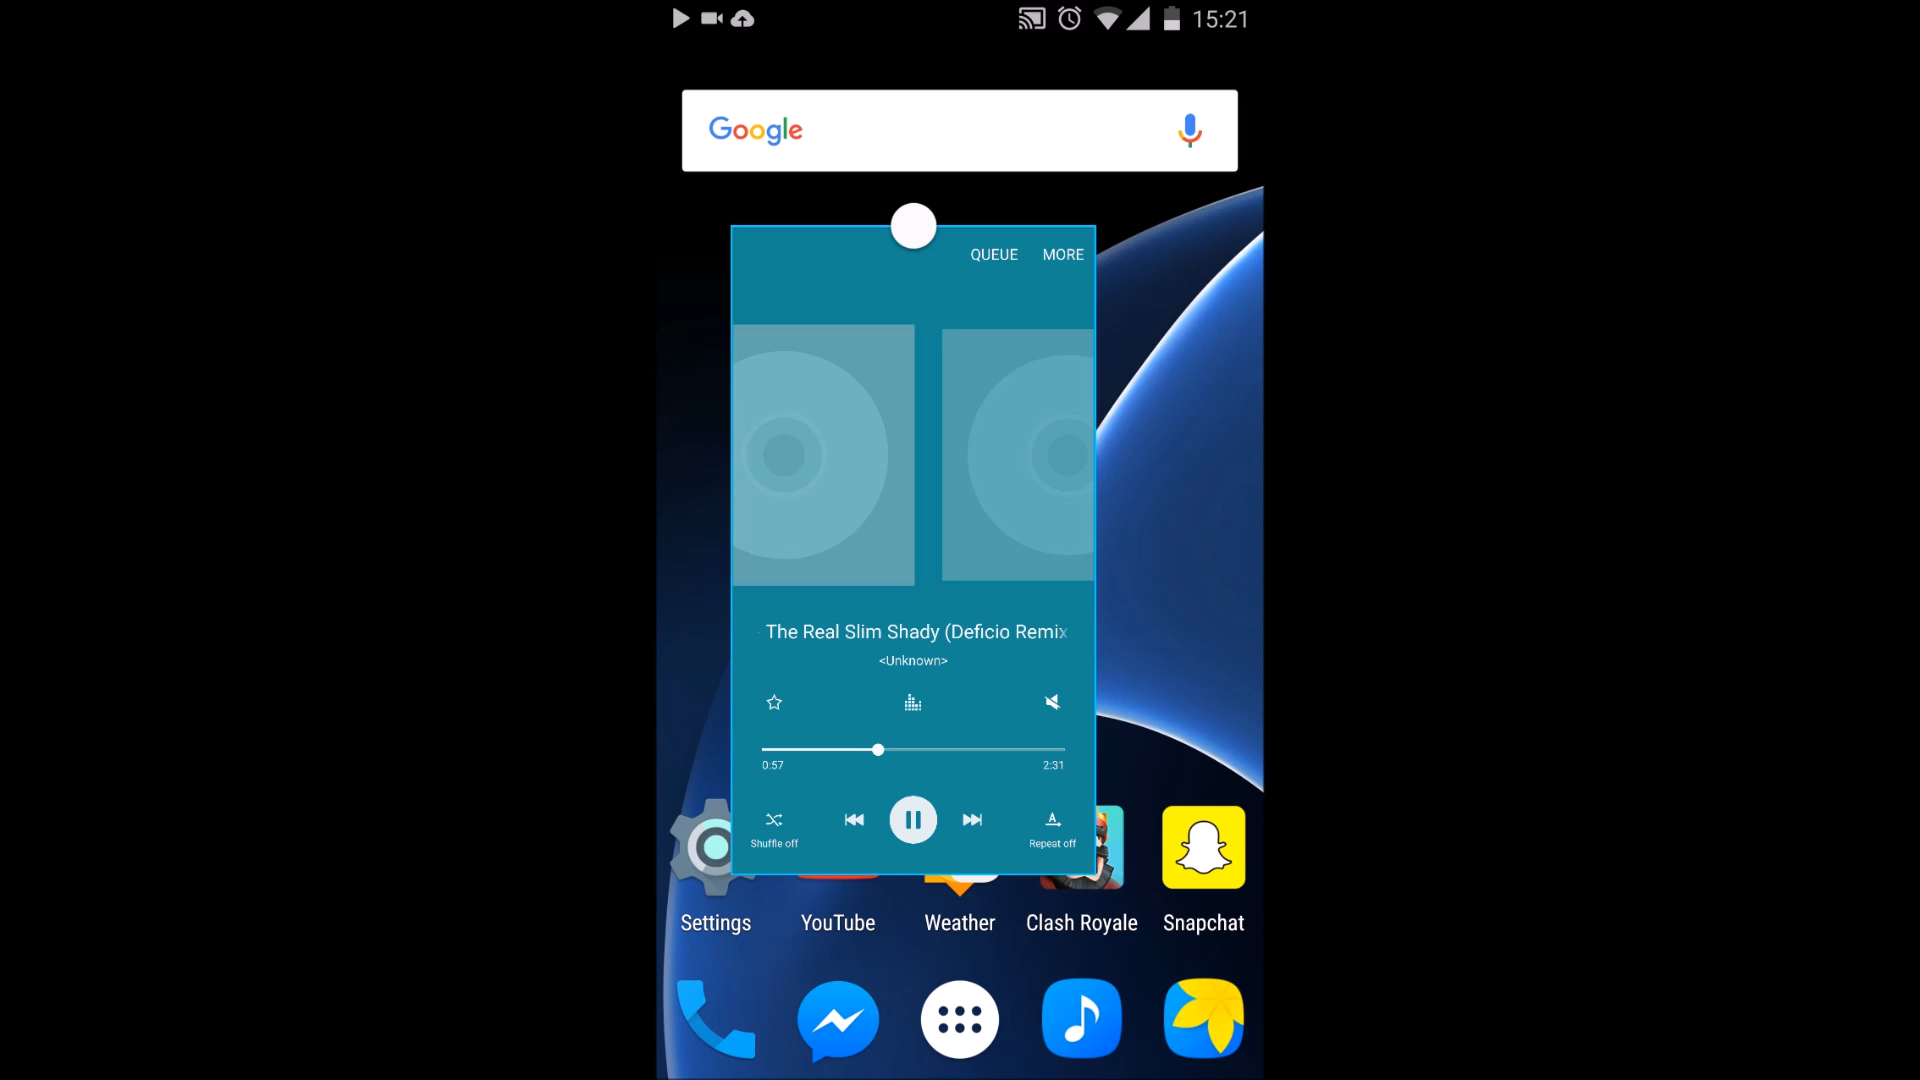 15:21
Google
QUEUE MORE
The Real Slim Shady (Deficio Remix
<Unknown>
0:57 2:31
Shuffle off A Repeat off
Settings YouTube Weather Clash Royale Snapchat